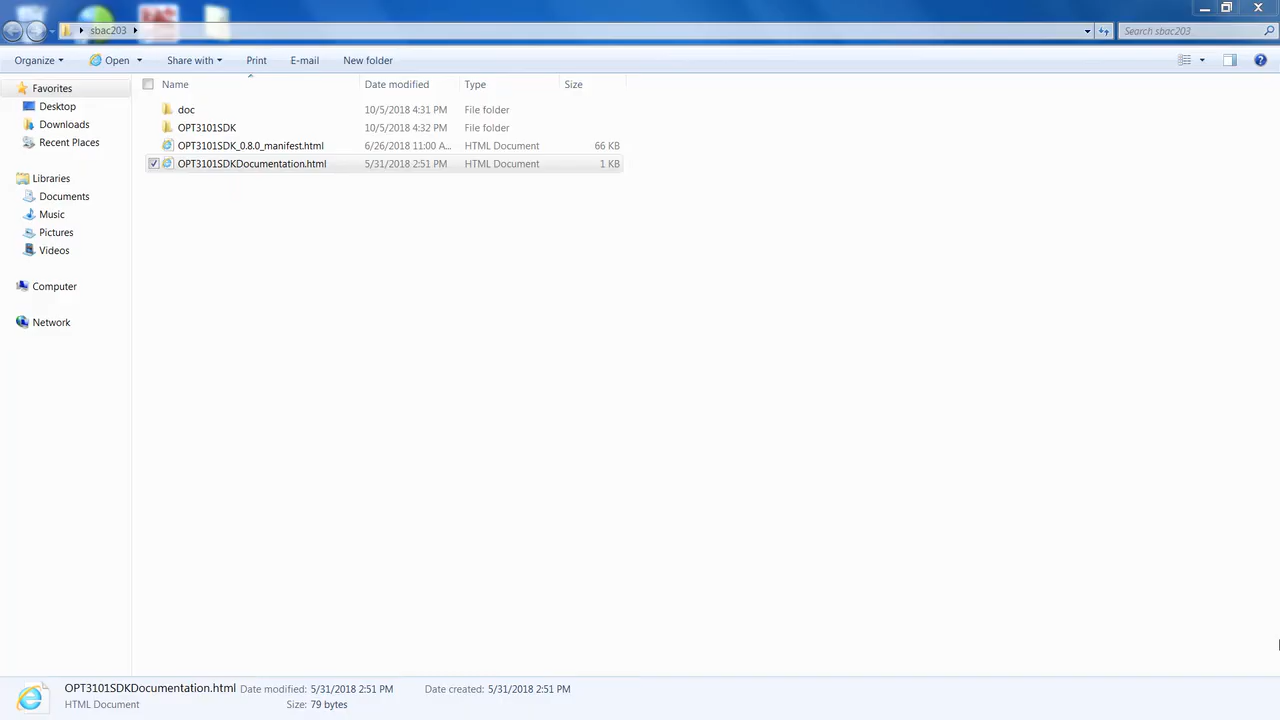 sbac203
Search sbac203
Organize Open Share with Print E-mail New folder
Name Date modified Type Size
Favorites
Desktop
Downloads
Recent Places
Libraries
Documents
Music
Pictures
Videos
Computer
Network
doc 10/5/2018 4:31 PM File folder
OPT3101SDK 10/5/2018 4:32 PM File folder
OPT3101SDK_0.8.0_manifest.html 6/26/2018 11:00 A... HTML Document 66 KB
OPT3101SDKDocumentation.html 5/31/2018 2:51 PM HTML Document 1 KB
OPT3101SDKDocumentation.html Date modified: 5/31/2018 2:51 PM Date created: 5/31/2018 2:51 PM
HTML Document Size: 79 bytes